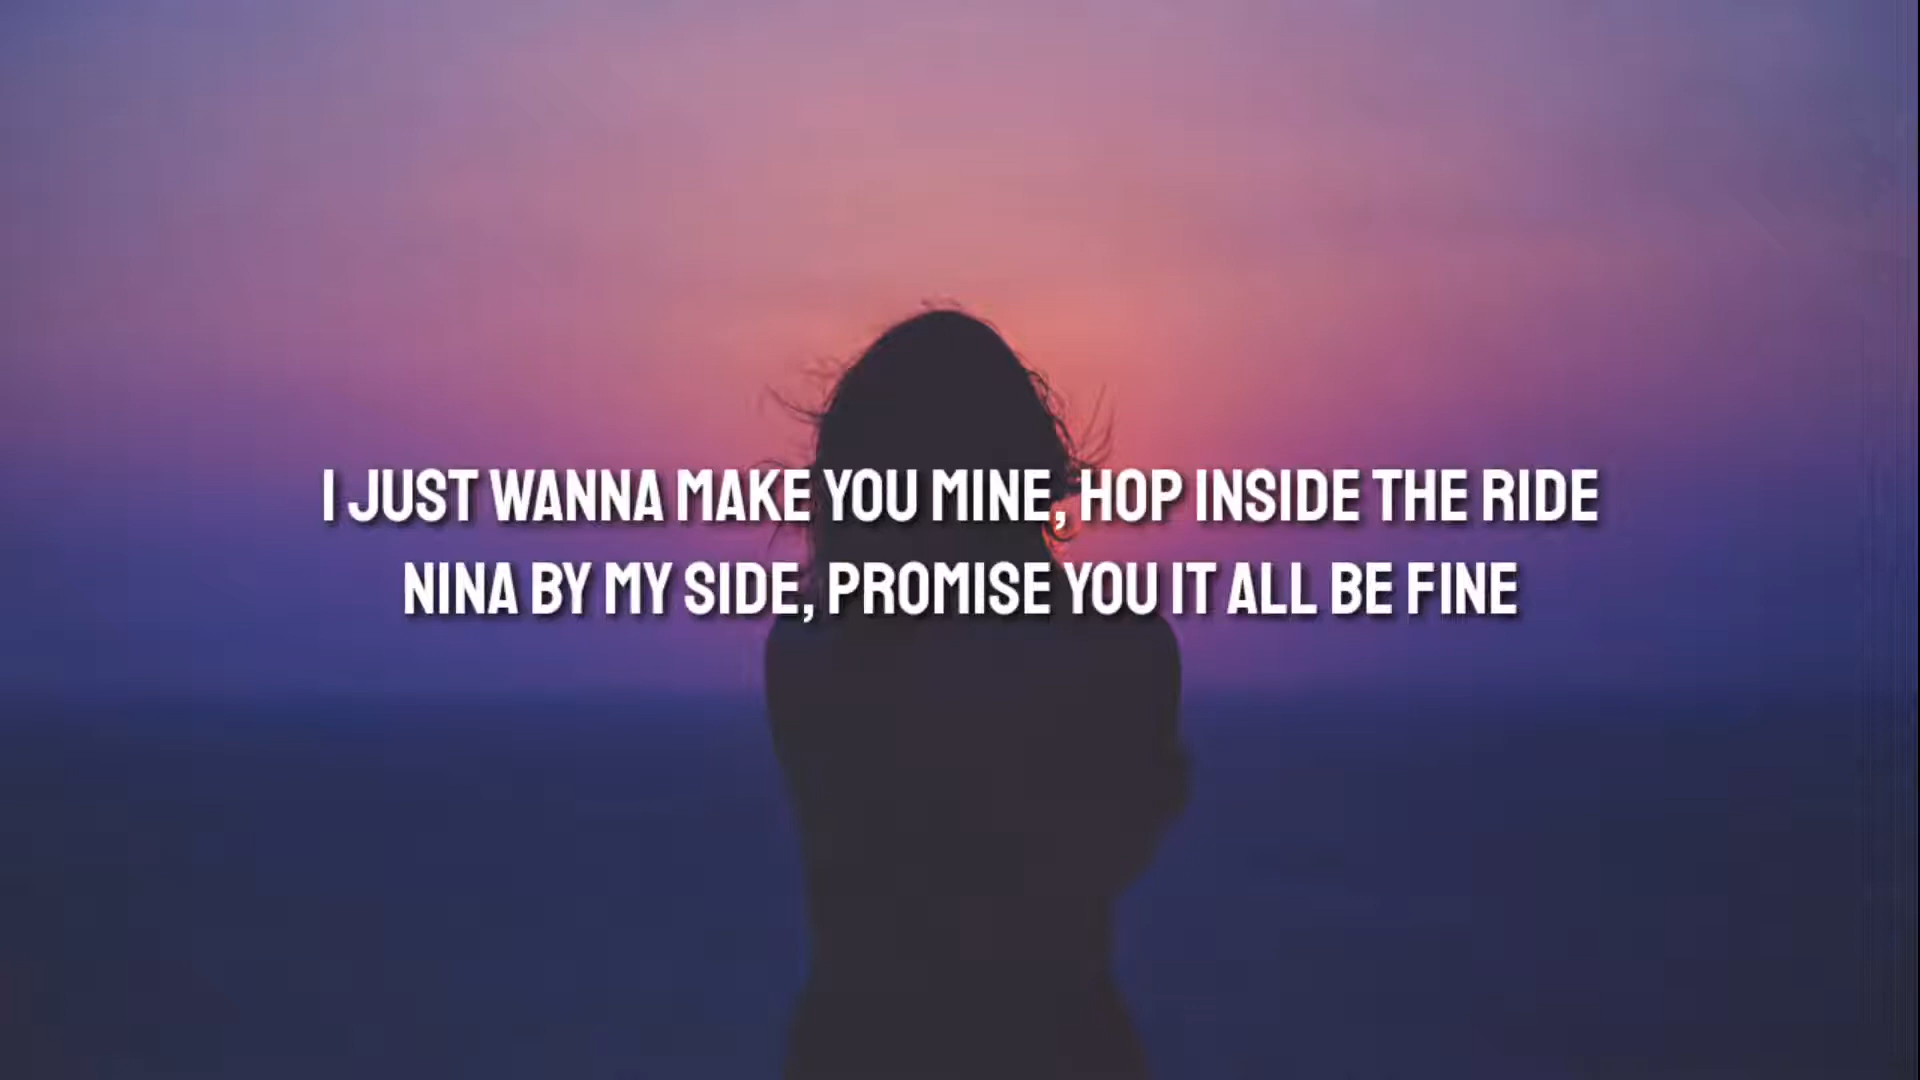 I JUST WANNA MAKE YOU MINE, HOP INSIDE THE RIDE
NINA BY MY SIDE, PROMISE YOU IT ALL BE FINE